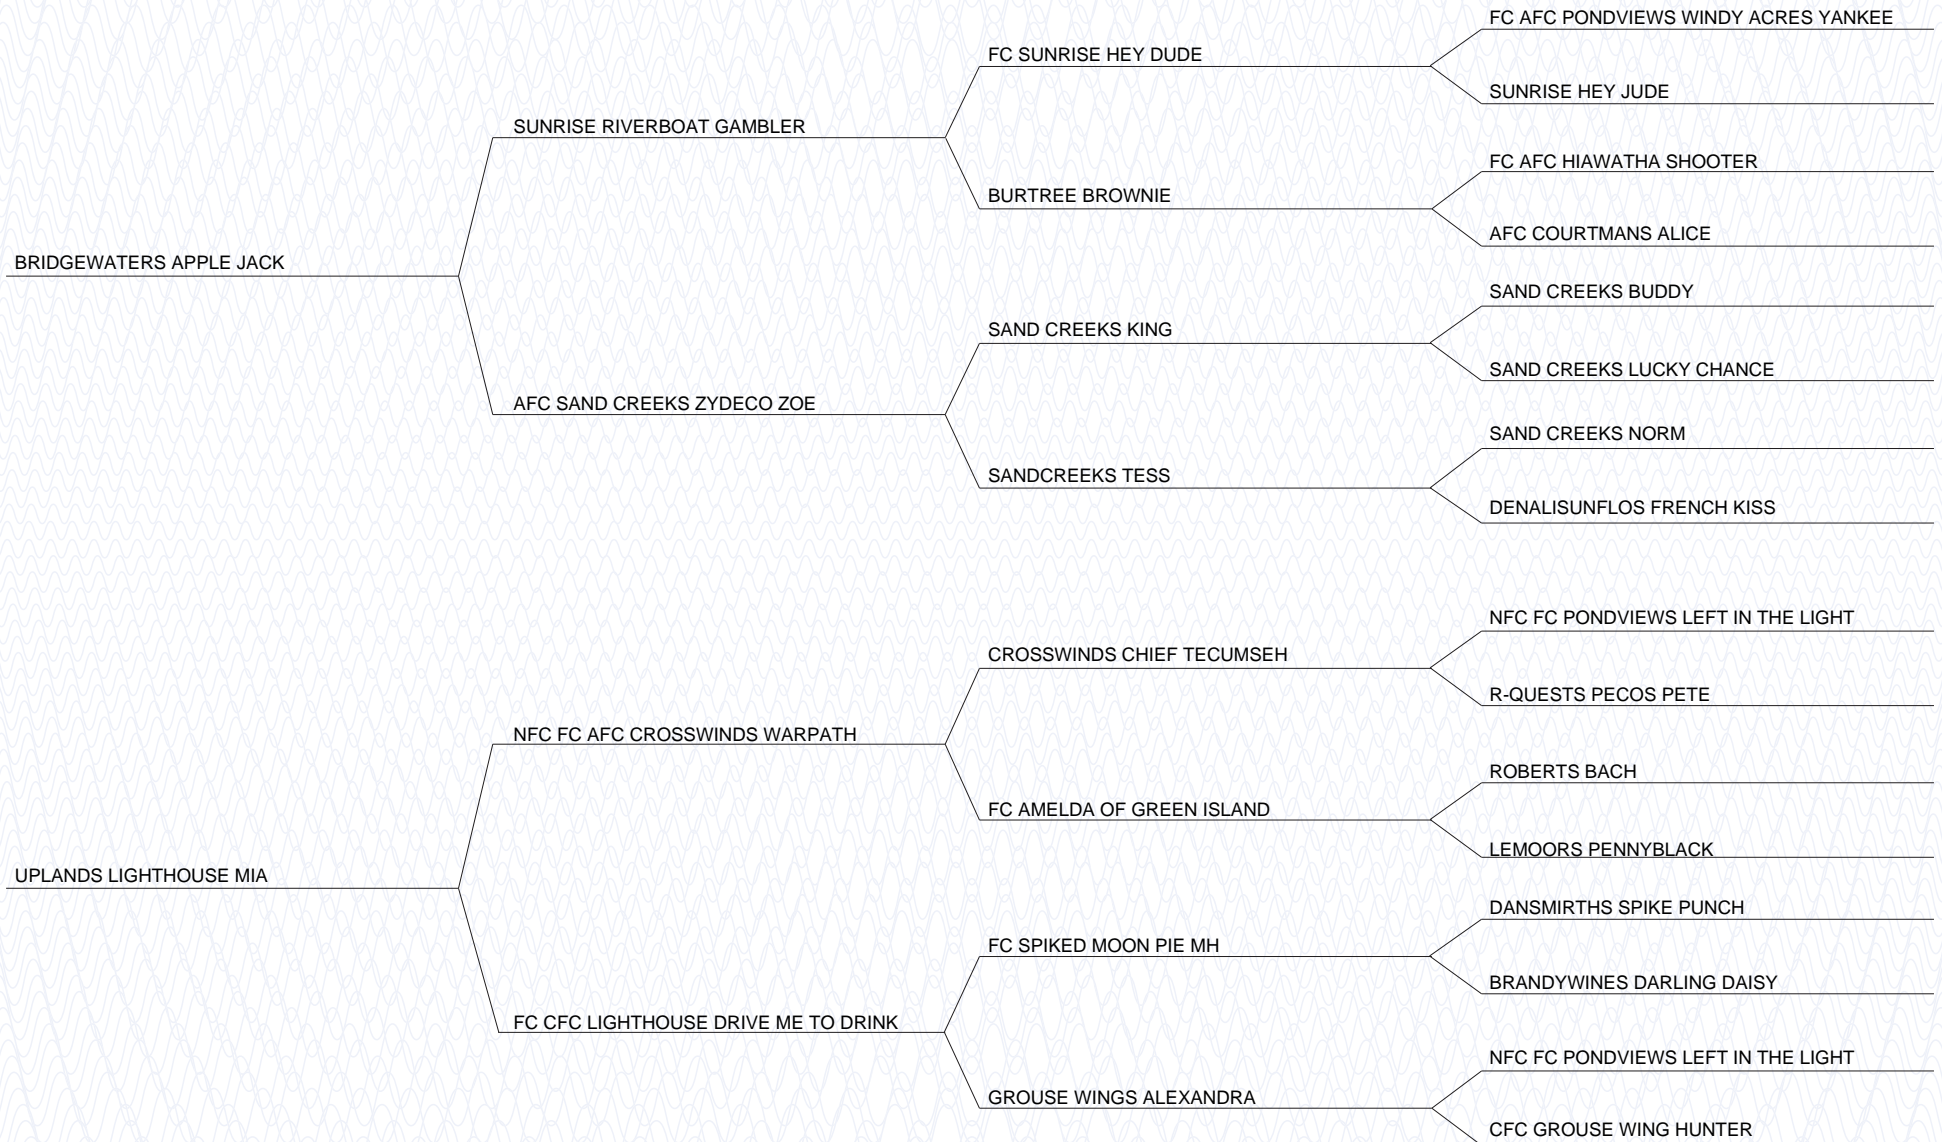 FC AFC PONDVIEWS WINDY ACRES YANKEE
FC SUNRISE HEY DUDE
SUNRISE HEY JUDE
SUNRISE RIVERBOAT GAMBLER
FC AFC HIAWATHA SHOOTER
BURTREE BROWNIE
AFC COURTMANS ALICE
BRIDGEWATERS APPLE JACK
SAND CREEKS BUDDY
SAND CREEKS KING
SAND CREEKS LUCKY CHANCE
AFC SAND CREEKS ZYDECO ZOE
SAND CREEKS NORM
SANDCREEKS TESS
DENALISUNFLOS FRENCH KISS
NFC FC PONDVIEWS LEFT IN THE LIGHT
CROSSWINDS CHIEF TECUMSEH
R-QUESTS PECOS PETE
NFC FC AFC CROSSWINDS WARPATH
ROBERTS BACH
FC AMELDA OF GREEN ISLAND
LEMOORS PENNYBLACK
UPLANDS LIGHTHOUSE MIA
DANSMIRTHS SPIKE PUNCH
FC SPIKED MOON PIE MH
BRANDYWINES DARLING DAISY
FC CFC LIGHTHOUSE DRIVE ME TO DRINK
NFC FC PONDVIEWS LEFT IN THE LIGHT
GROUSE WINGS ALEXANDRA
CFC GROUSE WING HUNTER